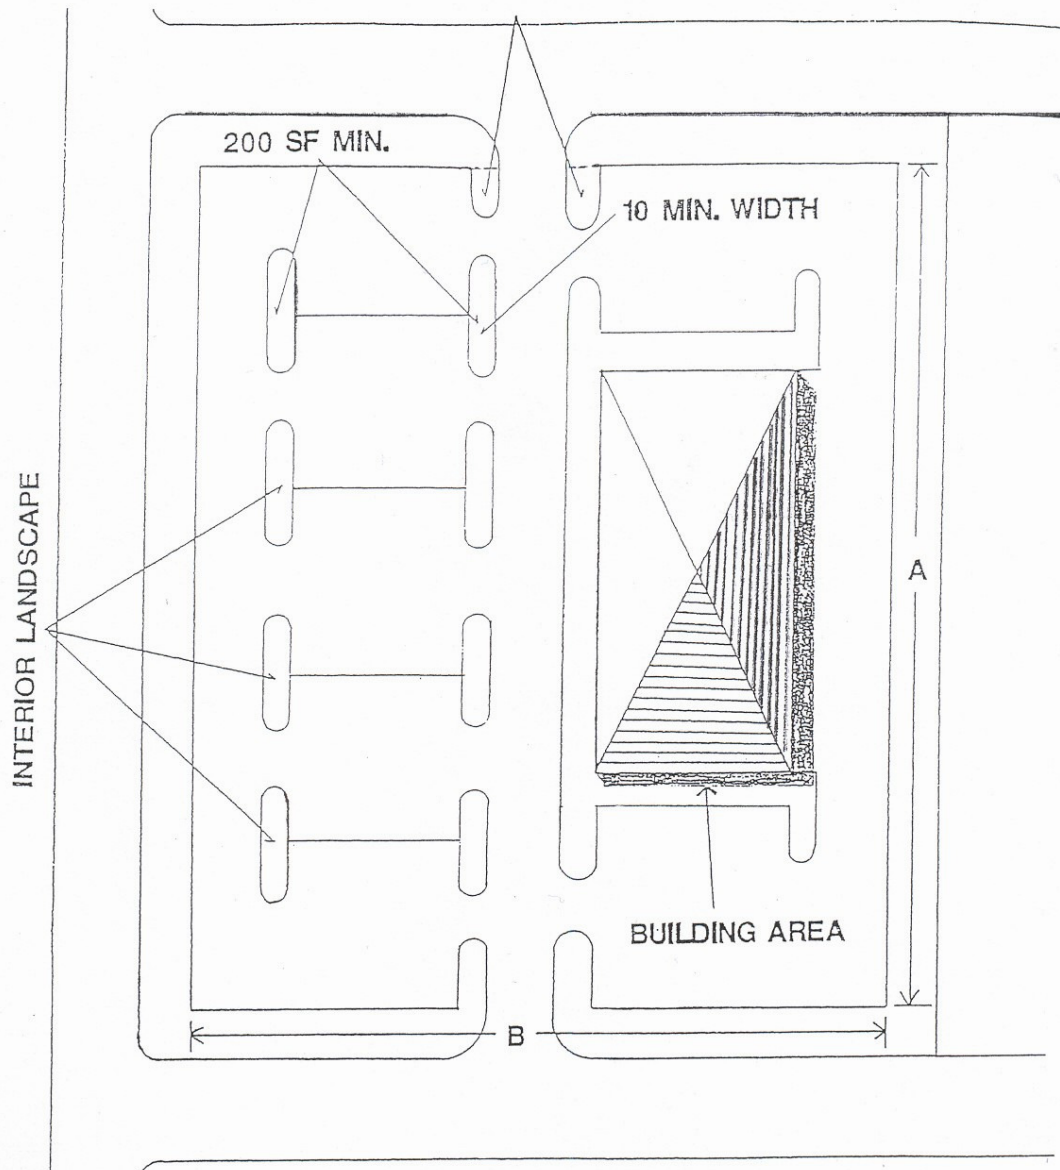 200 SF MIN.
10 MIN. WIDTH
INTERIOR LANDSCAPE
A
BUILDING AREA
B